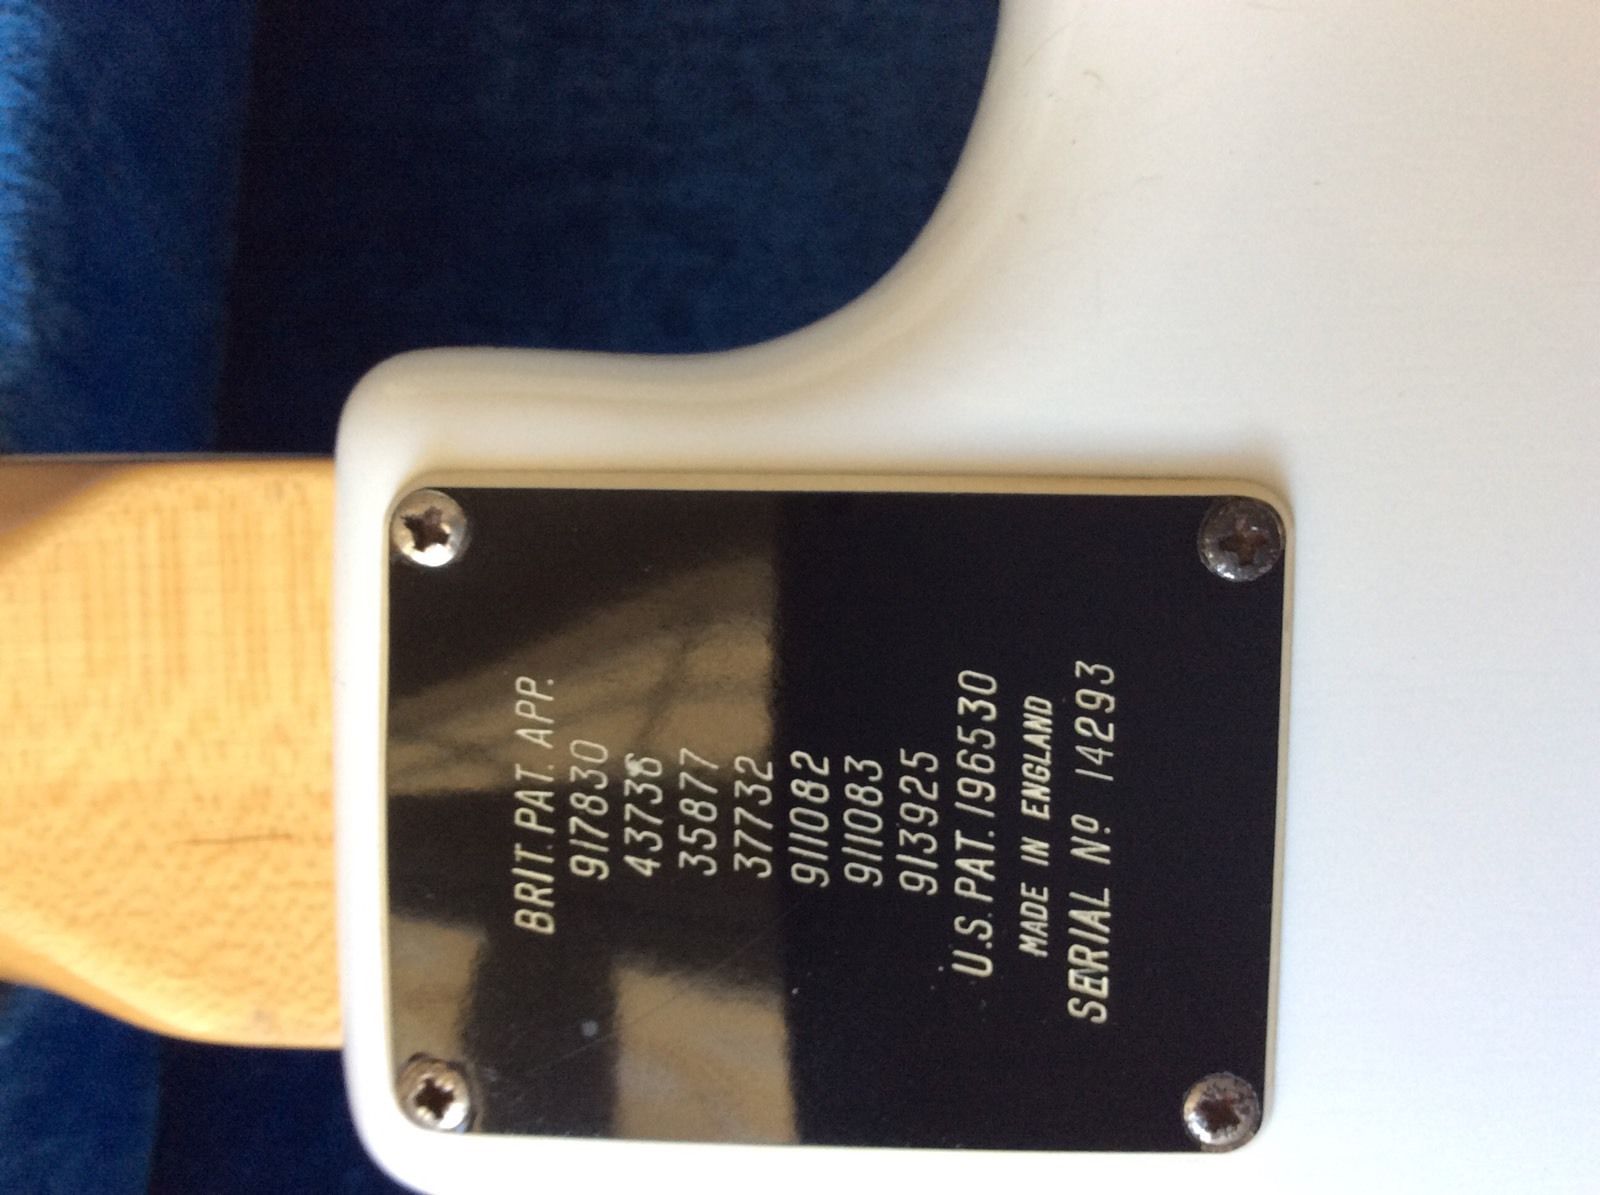 BRIT. PAT. APP.
917830
43736
35877
37732
911082
911083
913925
U.S. PAT. 196530
MADE IN ENGLAND
SERIAL Nº 14293